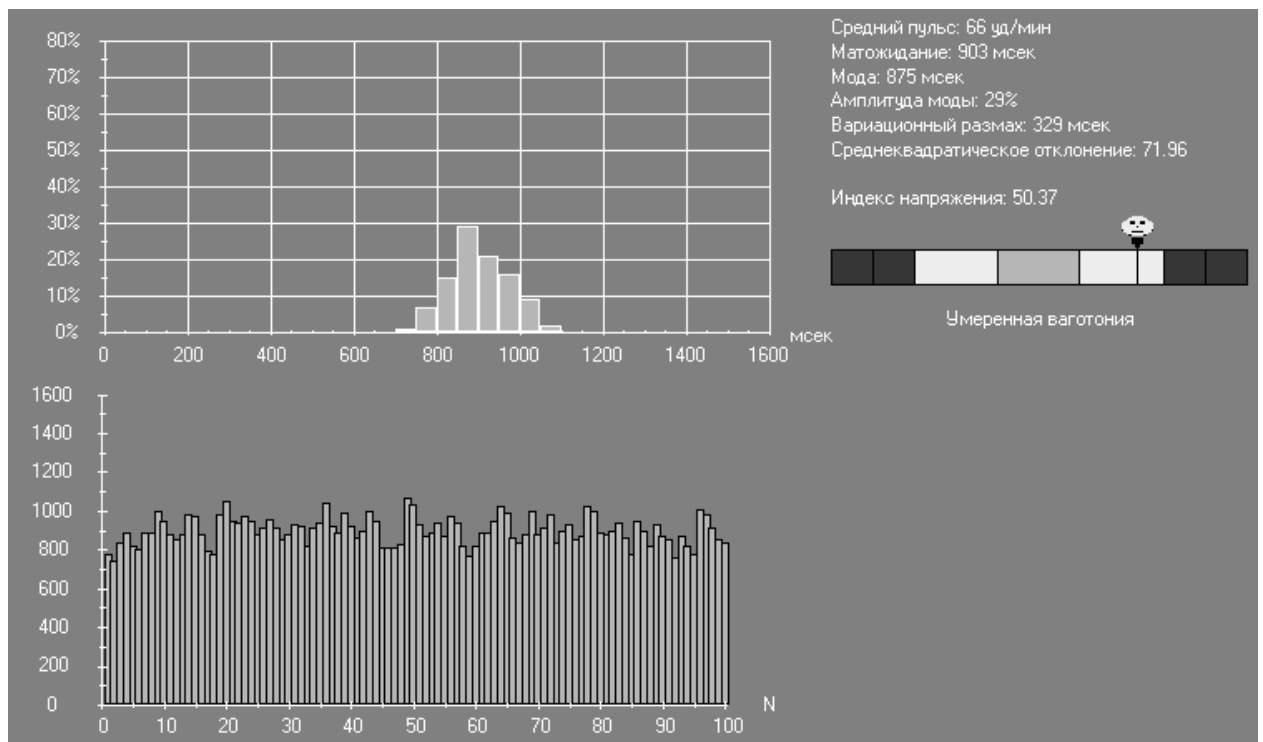 80%
70%
60%
50%
40%
30%
20%
10%
0%
0 200 400 600 800 1000 1200 1400 1600 мсек
Средний пульс: 66 уд/мин
Матожидание: 903 мсек
Мода: 875 мсек
Амплитуда моды: 29%
Вариационный размах: 329 мсек
Среднеквадратическое отклонение: 71.96
Индекс напряжения: 50.37
Умеренная ваготония
1600
1400
1200
1000
800
600
400
200
0
N
0 10 20 30 40 50 60 70 80 90 100